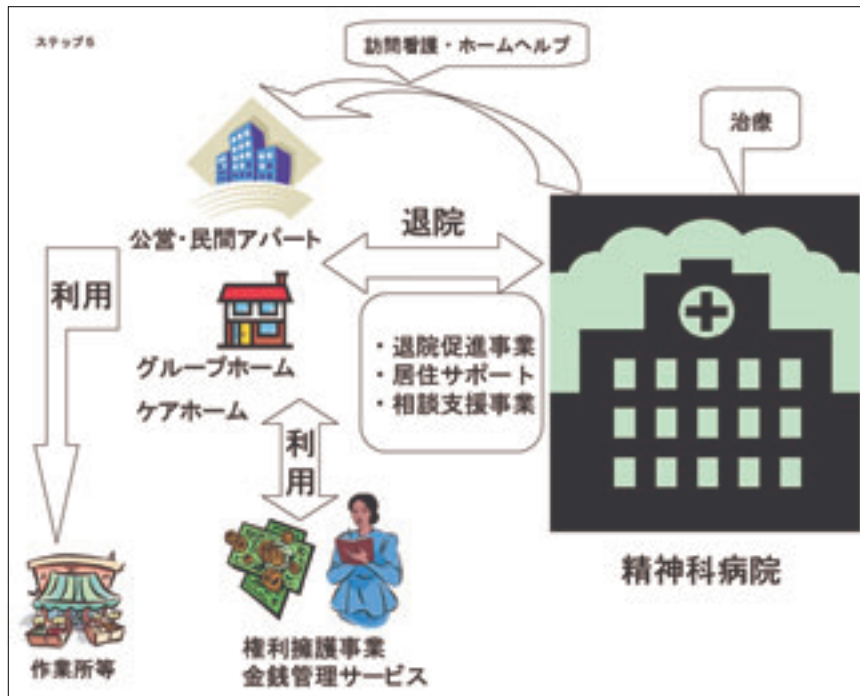 ステップ5
訪問看護・ホームヘルプ
治療
公営・民間アパート
退院
利用
・退院促進事業
・居住サポート
・相談支援事業
グループホーム
ケアホーム
利用
精神科病院
作業所等
権利擁護事業
金銭管理サービス